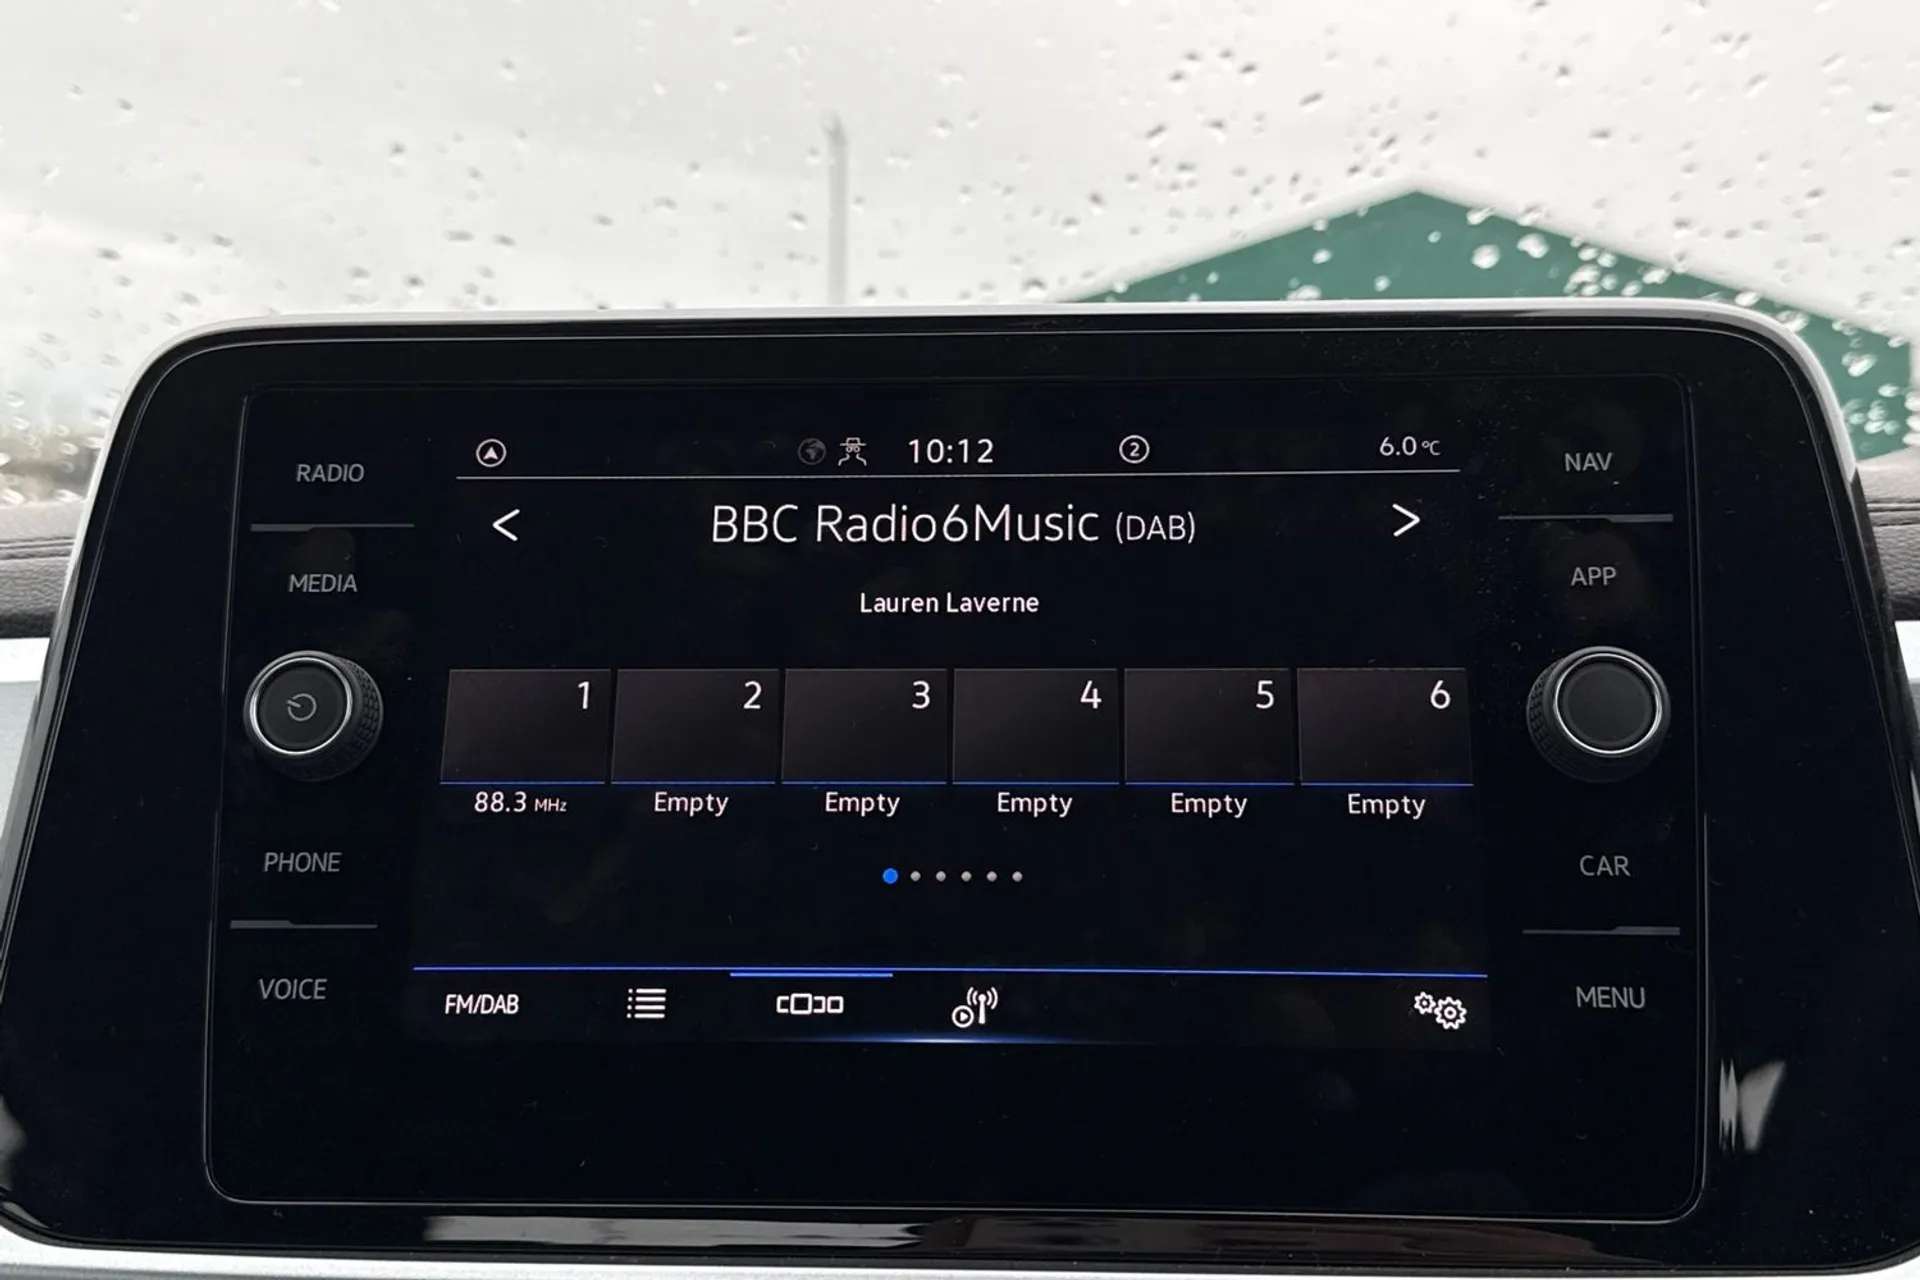 RADIO
MEDIA
PHONE
VOICE
10:12
2
6.0°C
< BBC Radio6Music (DAB) >
Lauren Laverne
1 2 3 4 5 6
88.3 MHz Empty Empty Empty Empty Empty
FM/DAB
NAV
APP
CAR
MENU